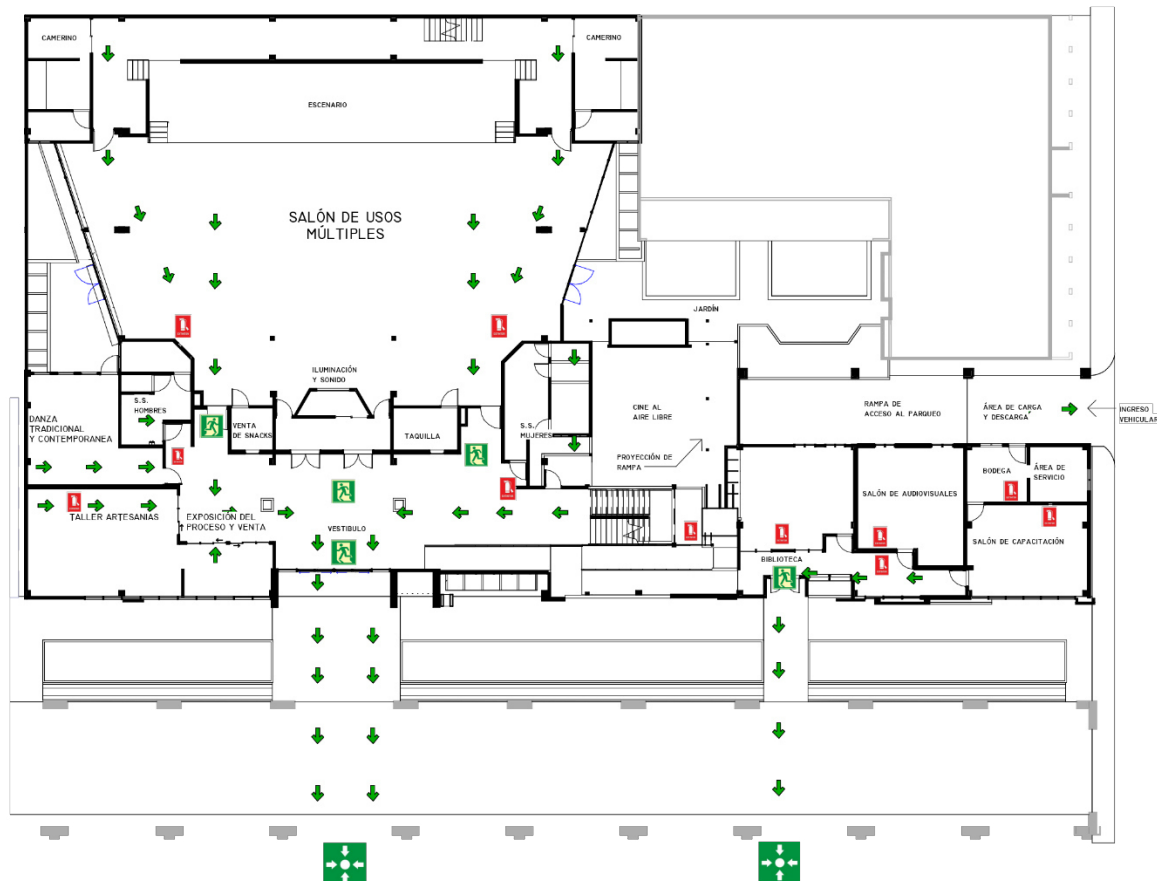 CAMERINO
CAMERINO
ESCENARIO
SALÓN DE USOS
MÚLTIPLES
JARDÍN
ILUMINACIÓN
Y SONIDO
S.S.
HOMBRES
DANZA
TRADICIONAL
Y CONTEMPORANEA
VENTA
DE SNACKS
TAQUILLA
S.S.
MUJERES
CINE AL
AIRE LIBRE
PROYECCIÓN DE
RAMPA
RAMPA DE
ACCESO AL PARQUEO
ÁREA DE CARGA
Y DESCARGA
INGRESO
VEHICULAR
BODEGA
ÁREA DE
SERVICIO
SALÓN DE AUDIOVISUALES
TALLER ARTESANIAS
EXPOSICIÓN DEL
PROCESO Y VENTA
VESTIBULO
BIBLIOTECA
SALÓN DE CAPACITACIÓN